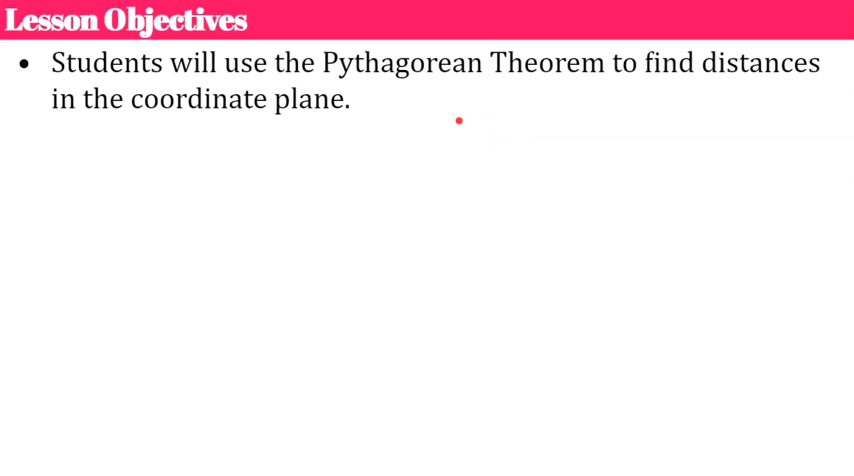 Lesson Objectives
• Students will use the Pythagorean Theorem to find distances
in the coordinate plane.